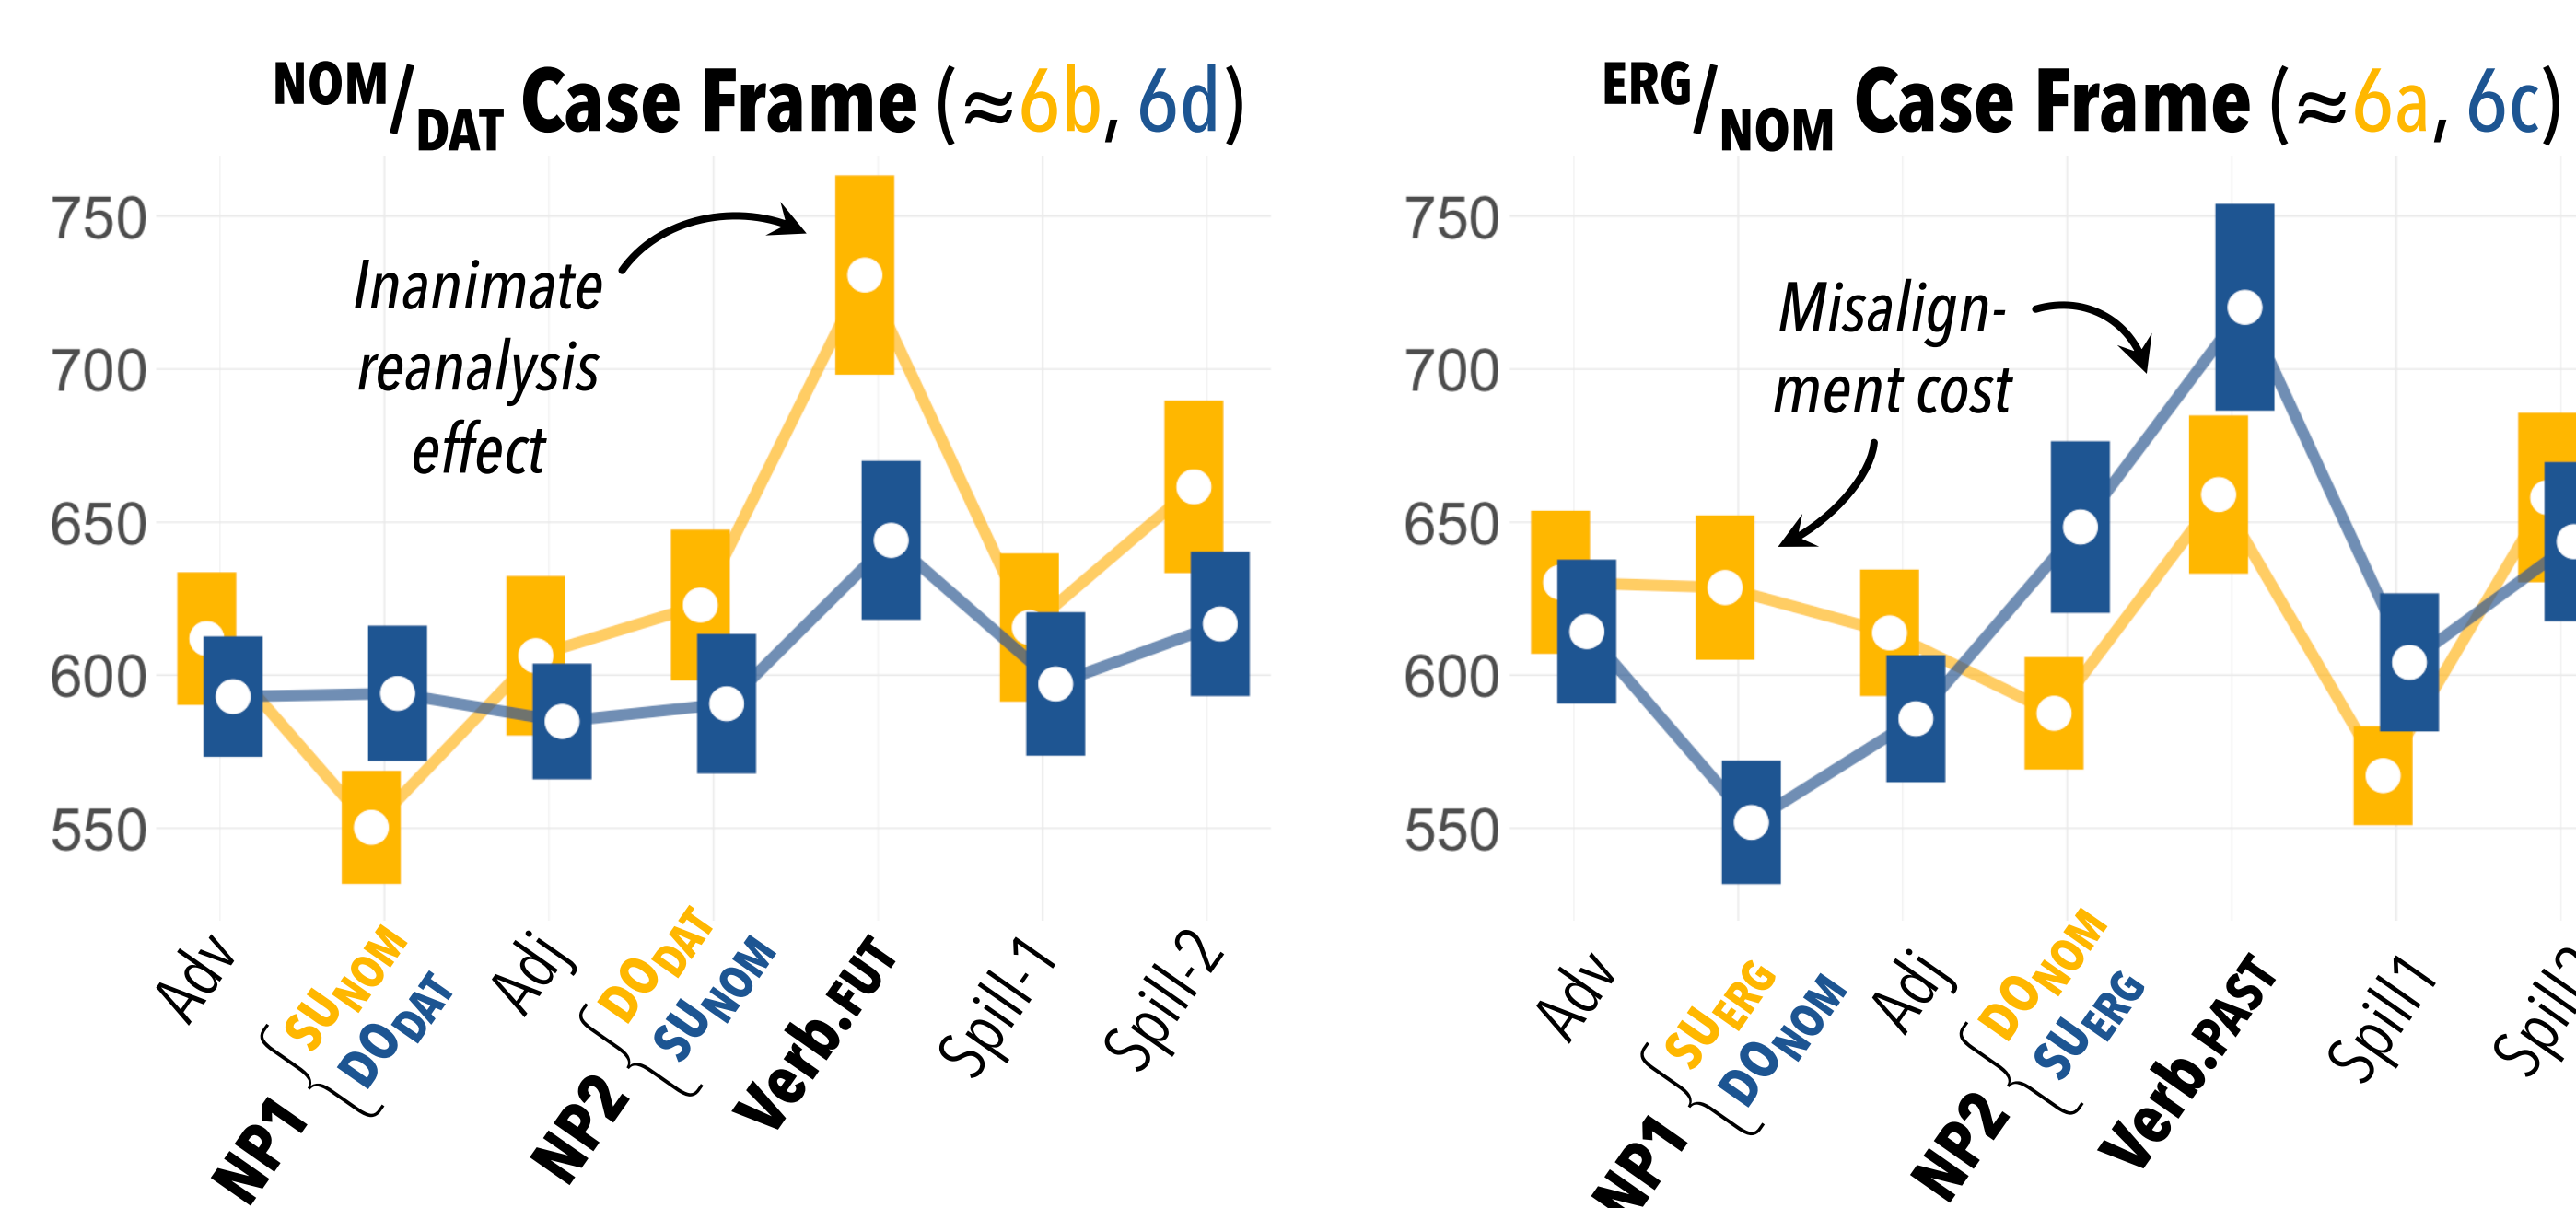 NOM/DAT Case Frame (≈6b, 6d)
750
700
650
600
550
Inanimate
reanalysis
effect
Adv
NP1 { SUNOM
DODAT
Adj
NP2 { DODAT
SUNOM
Verb.FUT
Spill-1
Spill-2
ERG/NOM Case Frame (≈6a, 6c)
750
700
650
600
550
Misalign-
ment cost
Adv
NP1 { SUERG
DONOM
Adj
NP2 { DONOM
SUERG
Verb.PAST
Spill1
Spill2